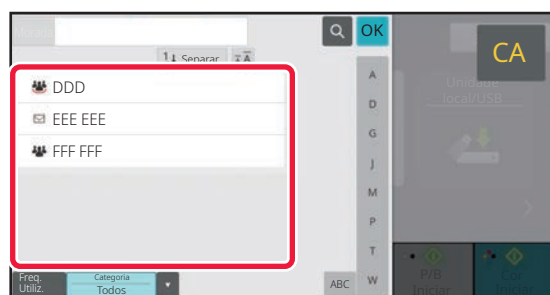 OK
CA
1 Separar
A
DDD
EEE EEE
FFF FFF
D
G
J
M
P
T
W
Unidade
local/USB
Freq.
Utiliz.
Categoria
Todos
ABC
P/B
Iniciar
Cor
Iniciar